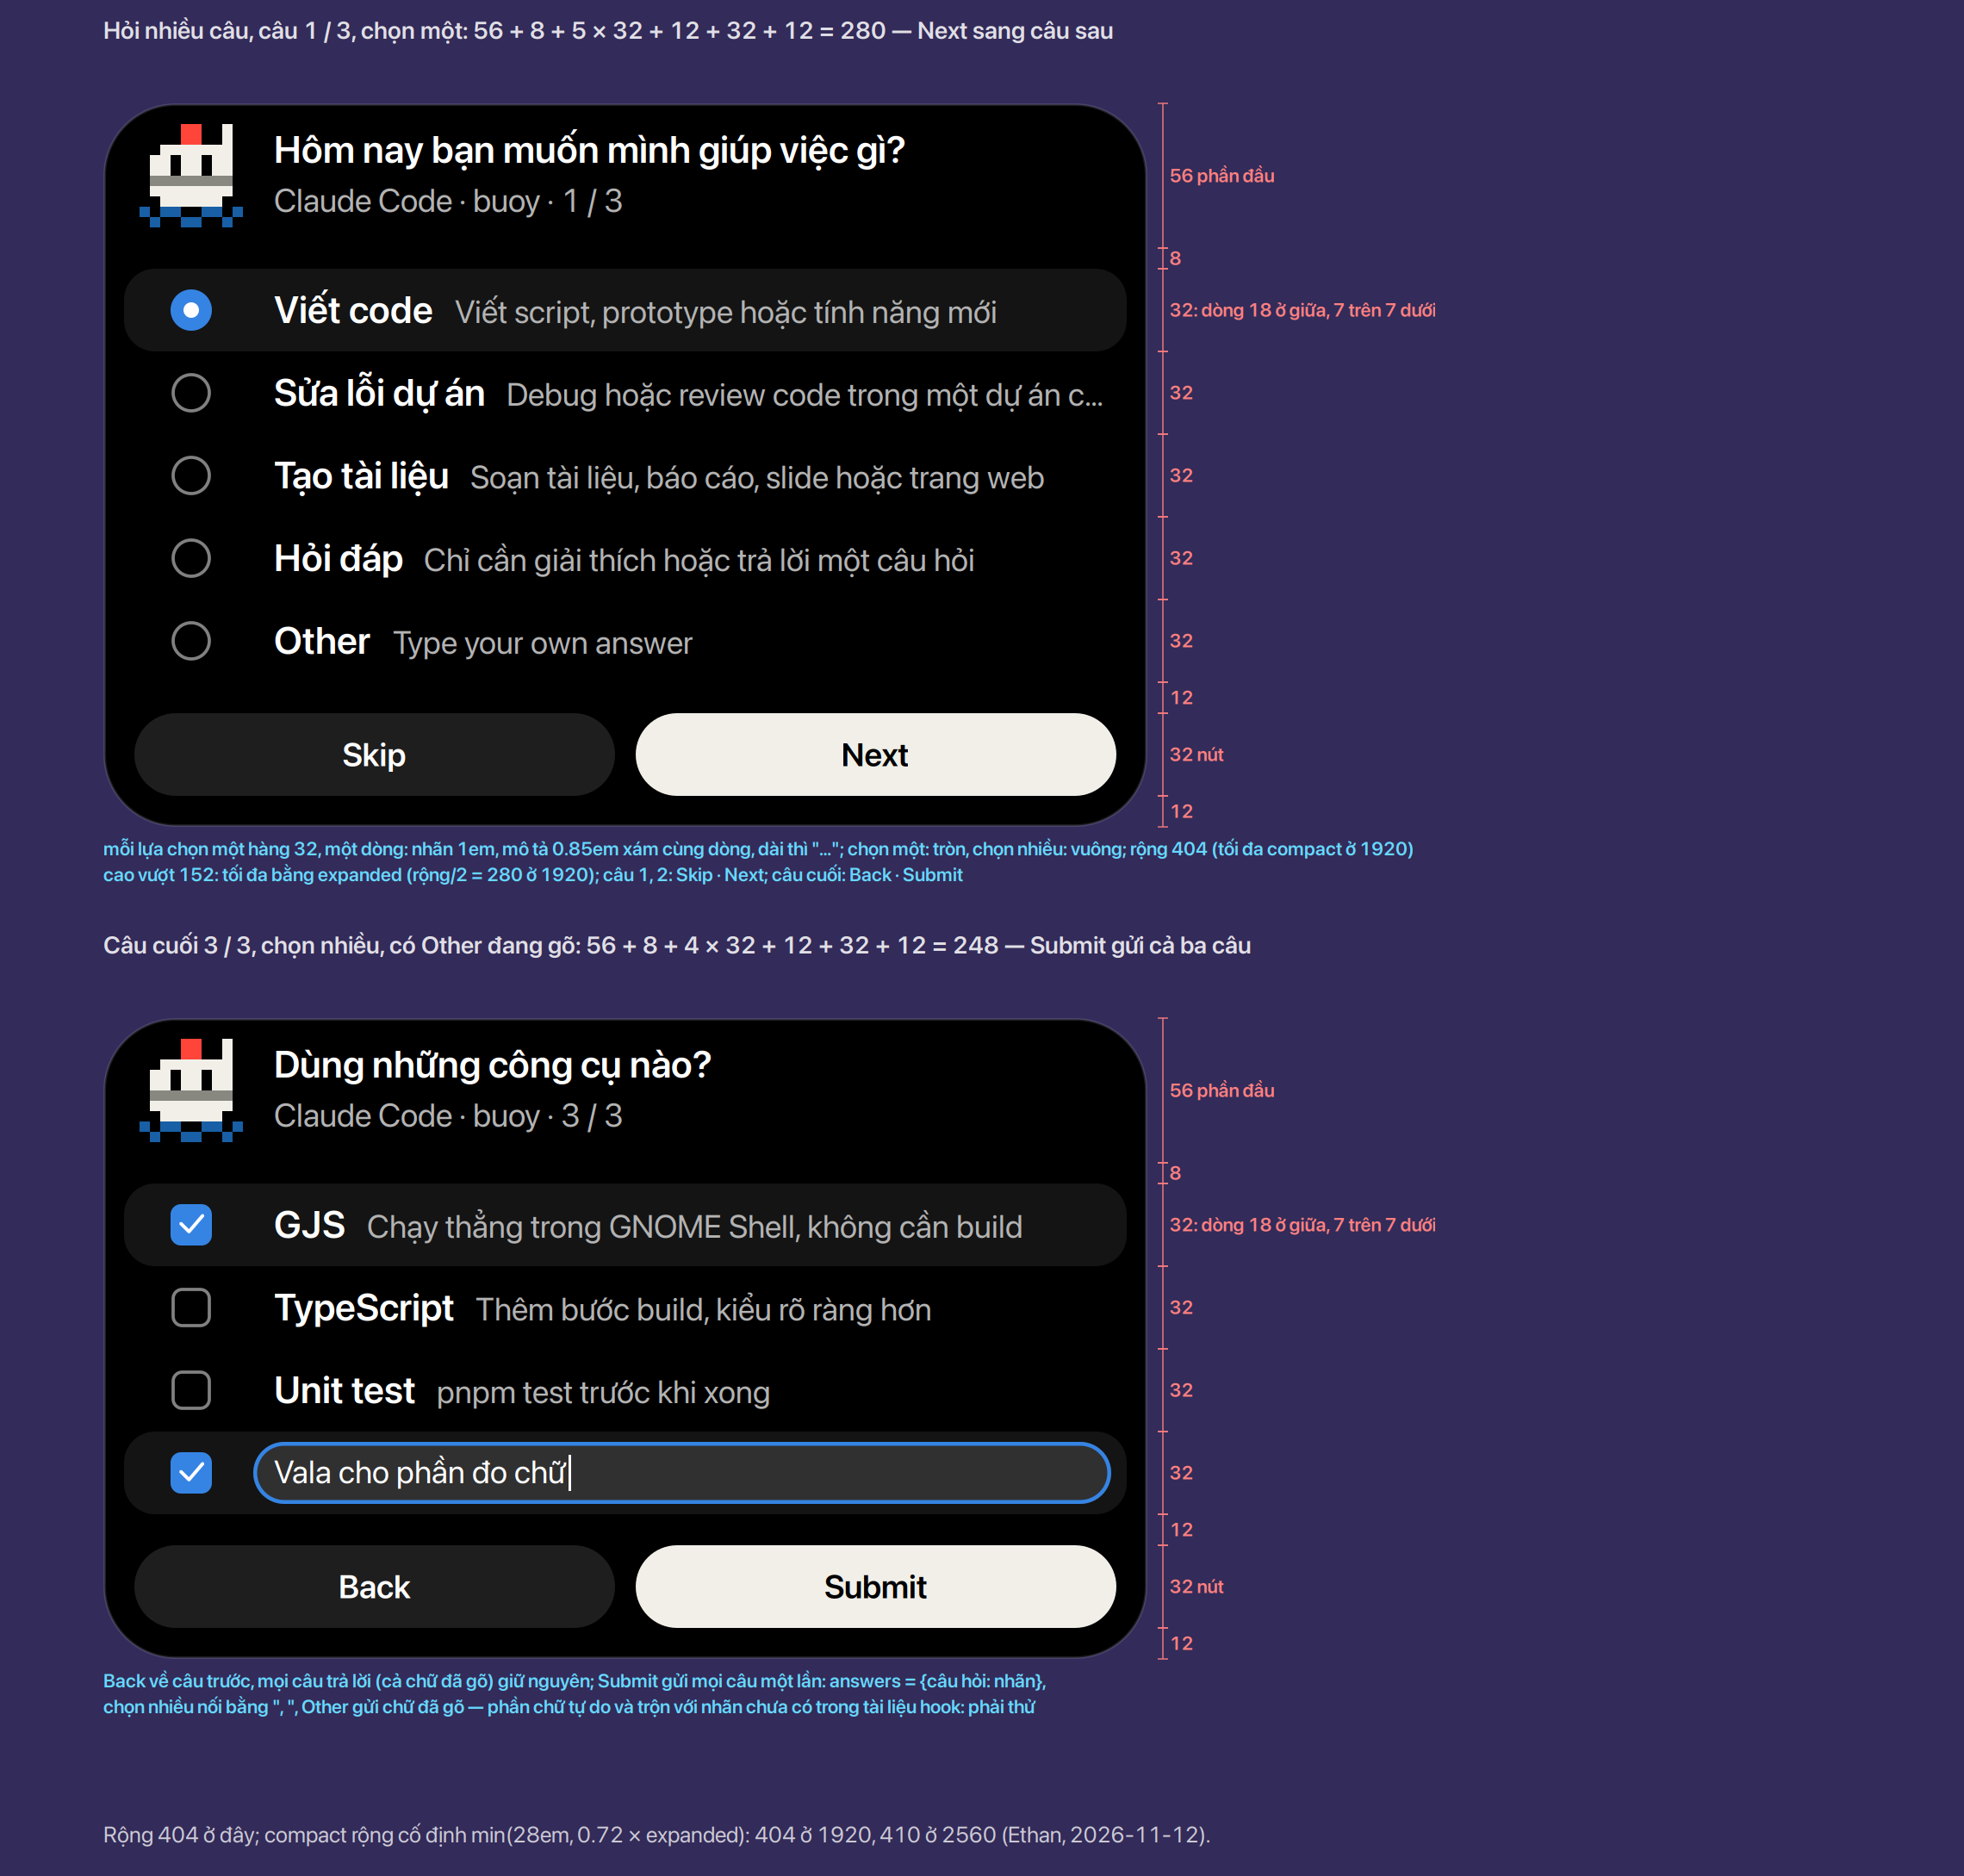 Hỏi nhiều câu, câu 1 / 3, chọn một: 56 + 8 + 5 × 32 + 12 + 32 + 12 = 280 — Next sang câu sau
Hôm nay bạn muốn mình giúp việc gì?
Claude Code · buoy · 1 / 3
56 phần đầu
8
Viết code Viết script, prototype hoặc tính năng mới
32: dòng 18 ở giữa, 7 trên 7 dưới
Sửa lỗi dự án Debug hoặc review code trong một dự án c...
32
Tạo tài liệu Soạn tài liệu, báo cáo, slide hoặc trang web
32
Hỏi đáp Chỉ cần giải thích hoặc trả lời một câu hỏi
32
Other Type your own answer
32
12
Skip Next
32 nút
12
mỗi lựa chọn một hàng 32, một dòng: nhãn 1em, mô tả 0.85em xám cùng dòng, dài thì "..."; chọn một: tròn, chọn nhiều: vuông; rộng 404 (tối đa compact ở 1920)
cao vượt 152: tối đa bằng expanded (rộng/2 = 280 ở 1920); câu 1, 2: Skip · Next; câu cuối: Back · Submit
Câu cuối 3 / 3, chọn nhiều, có Other đang gõ: 56 + 8 + 4 × 32 + 12 + 32 + 12 = 248 — Submit gửi cả ba câu
Dùng những công cụ nào?
Claude Code · buoy · 3 / 3
56 phần đầu
8
GJS Chạy thẳng trong GNOME Shell, không cần build
32: dòng 18 ở giữa, 7 trên 7 dưới
TypeScript Thêm bước build, kiểu rõ ràng hơn
32
Unit test pnpm test trước khi xong
32
Vala cho phần đo chữ
32
12
Back Submit
32 nút
12
Back về câu trước, mọi câu trả lời (cả chữ đã gõ) giữ nguyên; Submit gửi mọi câu một lần: answers = {câu hỏi: nhãn},
chọn nhiều nối bằng ", ", Other gửi chữ đã gõ — phần chữ tự do và trộn với nhãn chưa có trong tài liệu hook: phải thử
Rộng 404 ở đây; compact rộng cố định min(28em, 0.72 × expanded): 404 ở 1920, 410 ở 2560 (Ethan, 2026-11-12).